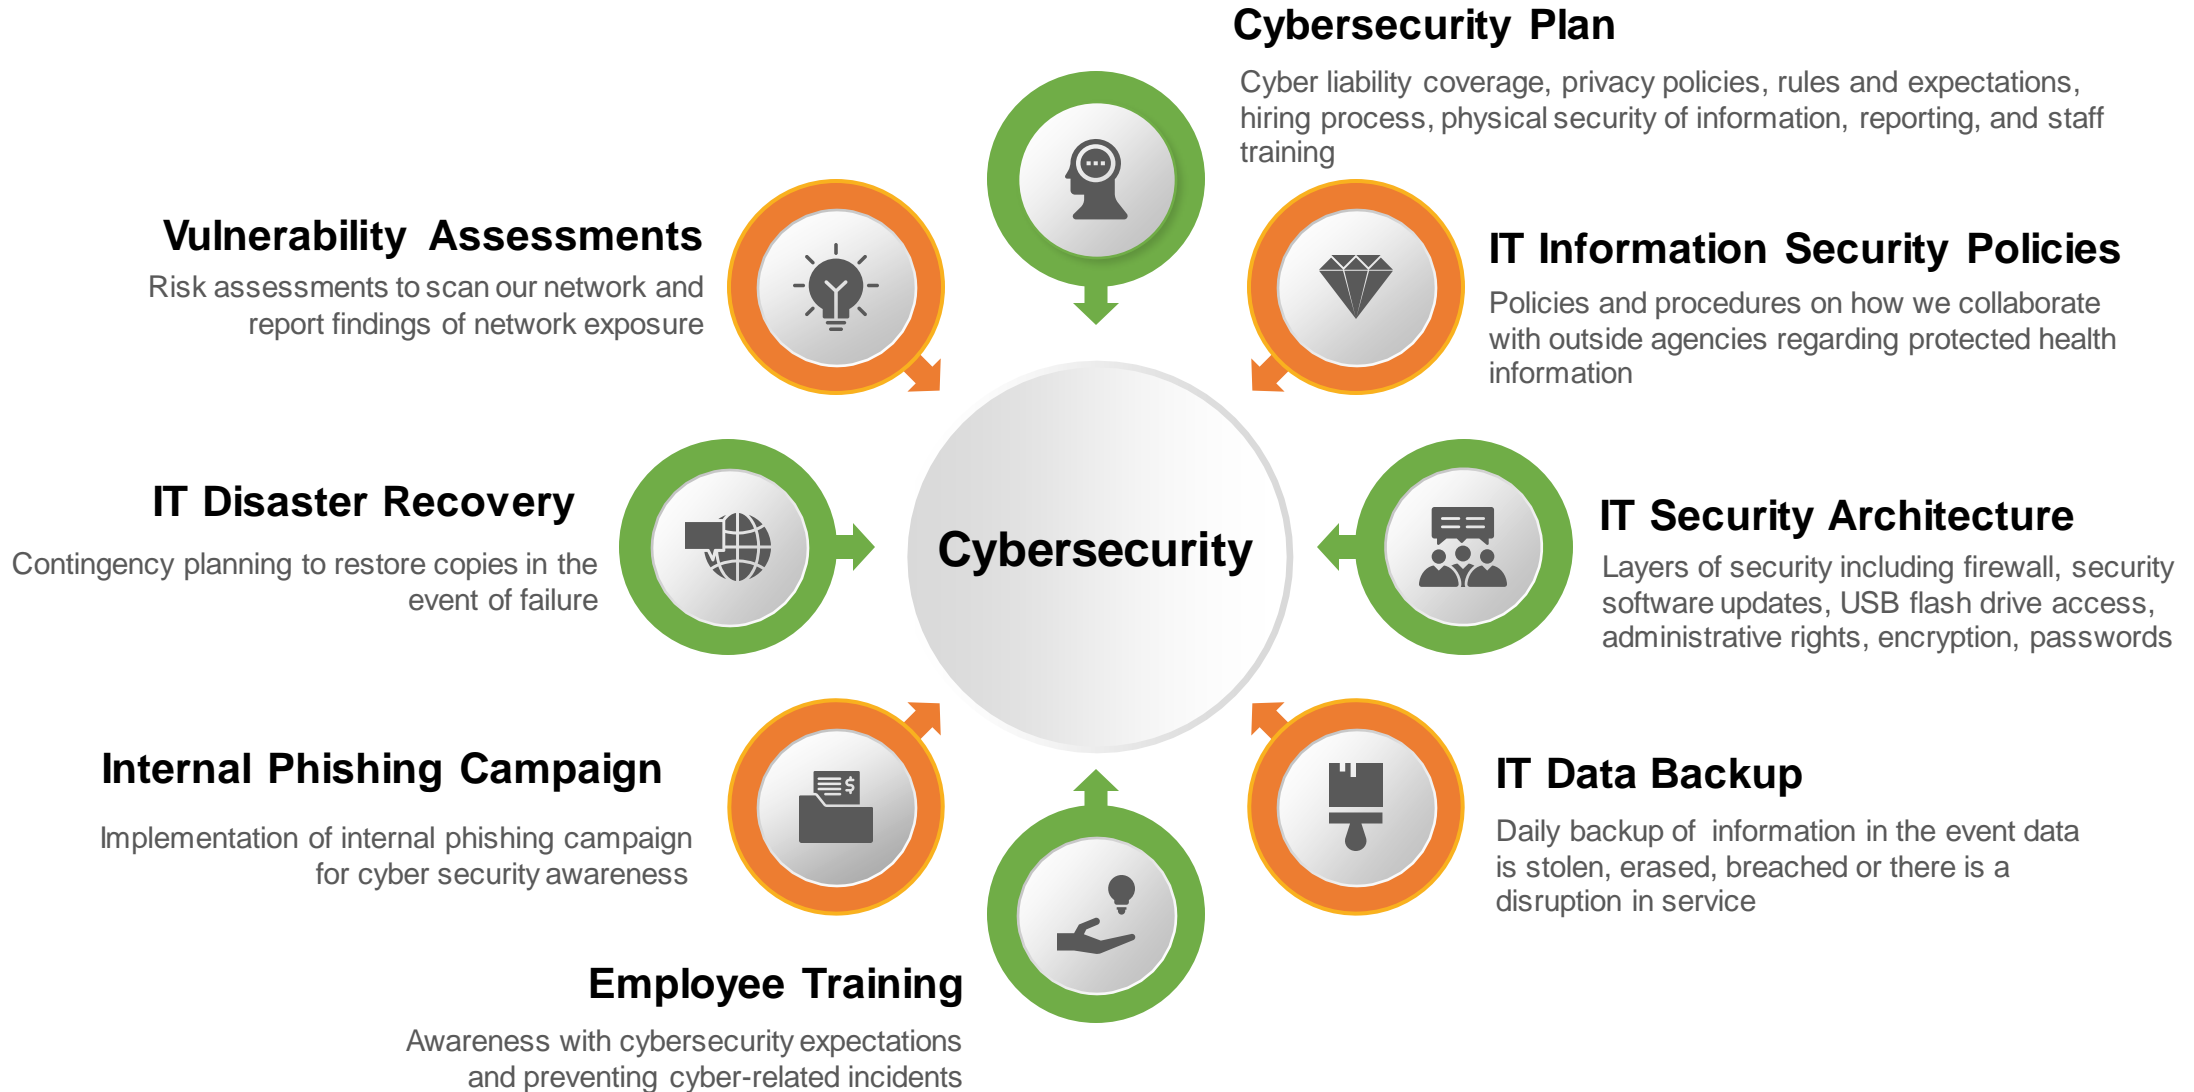 Cybersecurity Plan
Cyber liability coverage, privacy policies, rules and expectations,
hiring process, physical security of information, reporting, and staff
training
IT Information Security Policies
Policies and procedures on how we collaborate
with outside agencies regarding protected health
information
IT Security Architecture
Layers of security including firewall, security
software updates, USB flash drive access,
administrative rights, encryption, passwords
IT Data Backup
Daily backup of information in the event data
is stolen, erased, breached or there is a
disruption in service
Employee Training
Awareness with cybersecurity expectations
and preventing cyber-related incidents
Internal Phishing Campaign
Implementation of internal phishing campaign
for cyber security awareness
IT Disaster Recovery
Contingency planning to restore copies in the
event of failure
Vulnerability Assessments
Risk assessments to scan our network and
report findings of network exposure
Cybersecurity
$